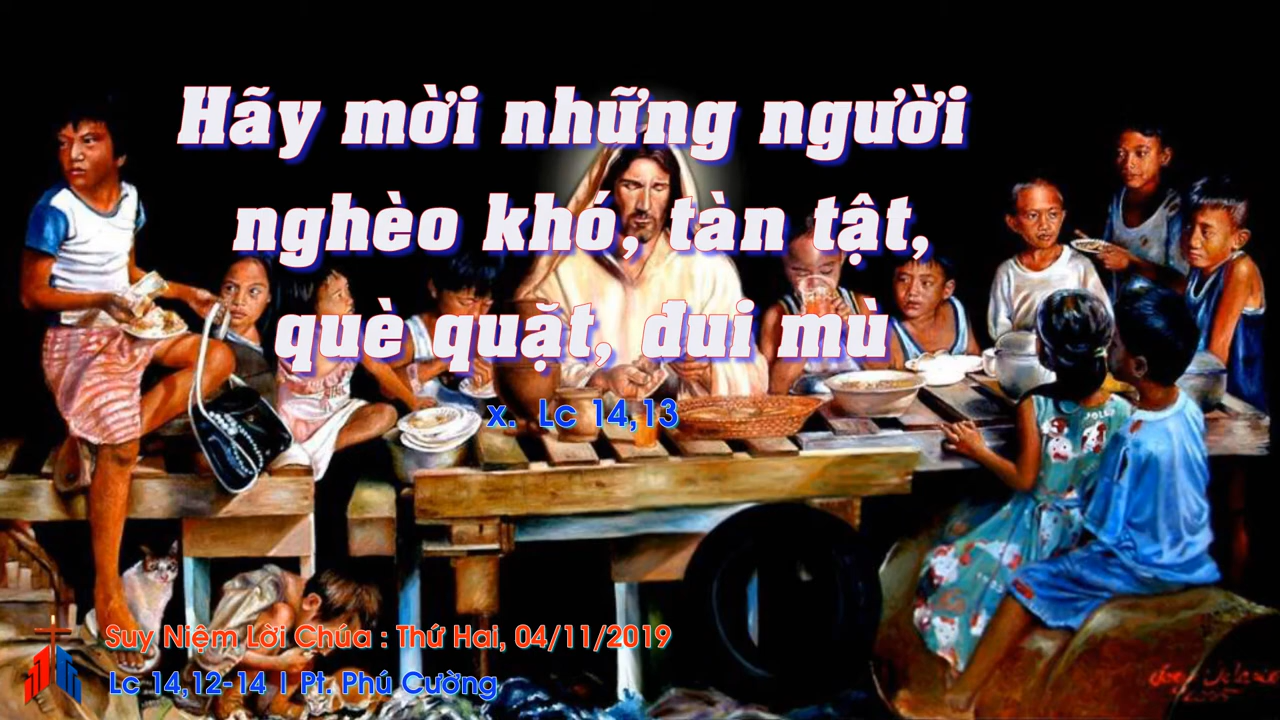 Hãy mời những người
nghèo khó, tàn tật,
què quặt, đui mù
x. Lc 14,13
Suy Niệm Lời Chúa : Thứ Hai, 04/11/2019
Lc 14,12-14 I Pt. Phú Cường